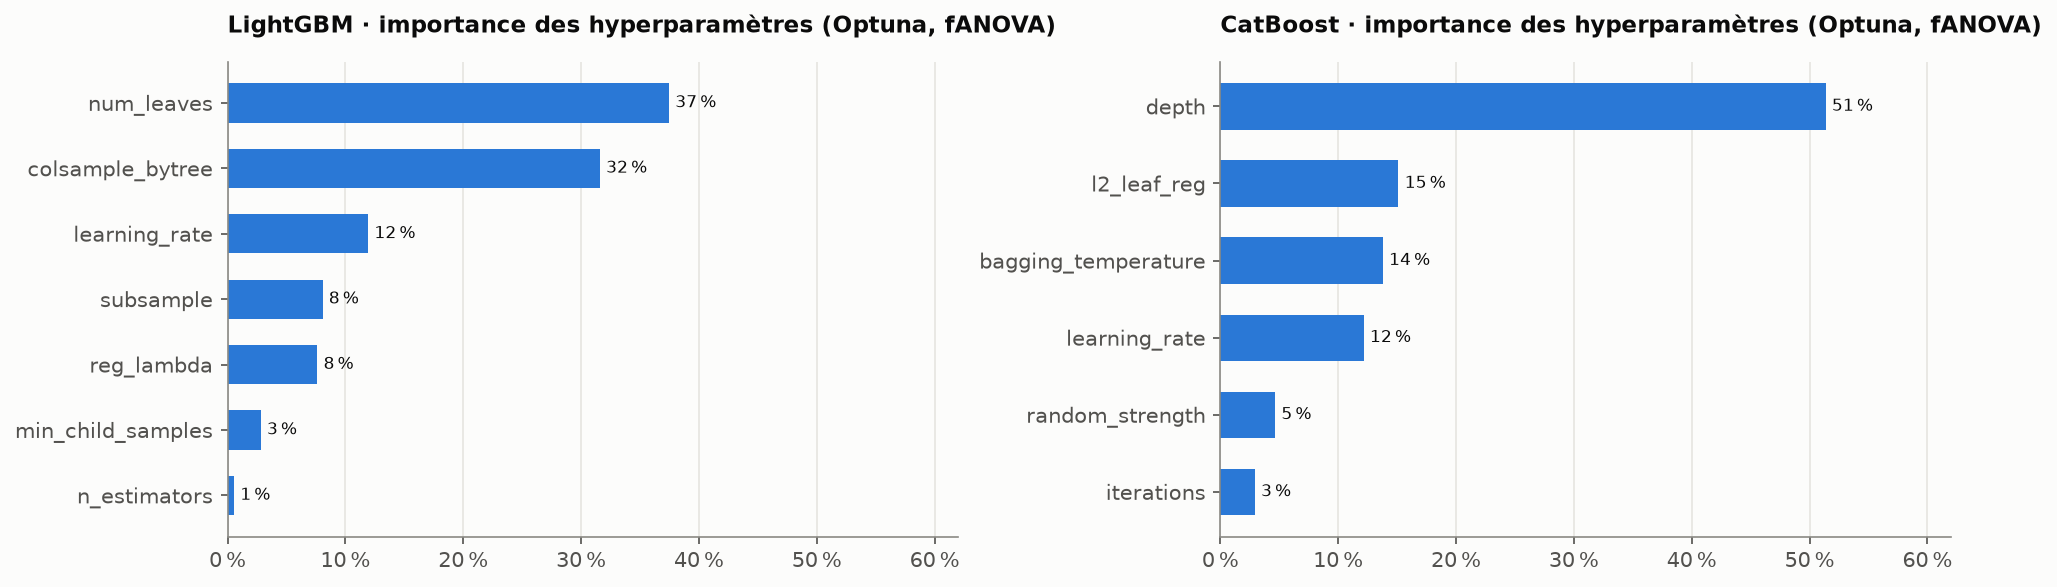 LightGBM · importance des hyperparamètres (Optuna, fANOVA)
num_leaves 37 %
colsample_bytree 32 %
learning_rate 12 %
subsample 8 %
reg_lambda 8 %
min_child_samples 3 %
n_estimators 1 %
0 % 10 % 20 % 30 % 40 % 50 % 60 %
CatBoost · importance des hyperparamètres (Optuna, fANOVA)
depth 51 %
l2_leaf_reg 15 %
bagging_temperature 14 %
learning_rate 12 %
random_strength 5 %
iterations 3 %
0 % 10 % 20 % 30 % 40 % 50 % 60 %